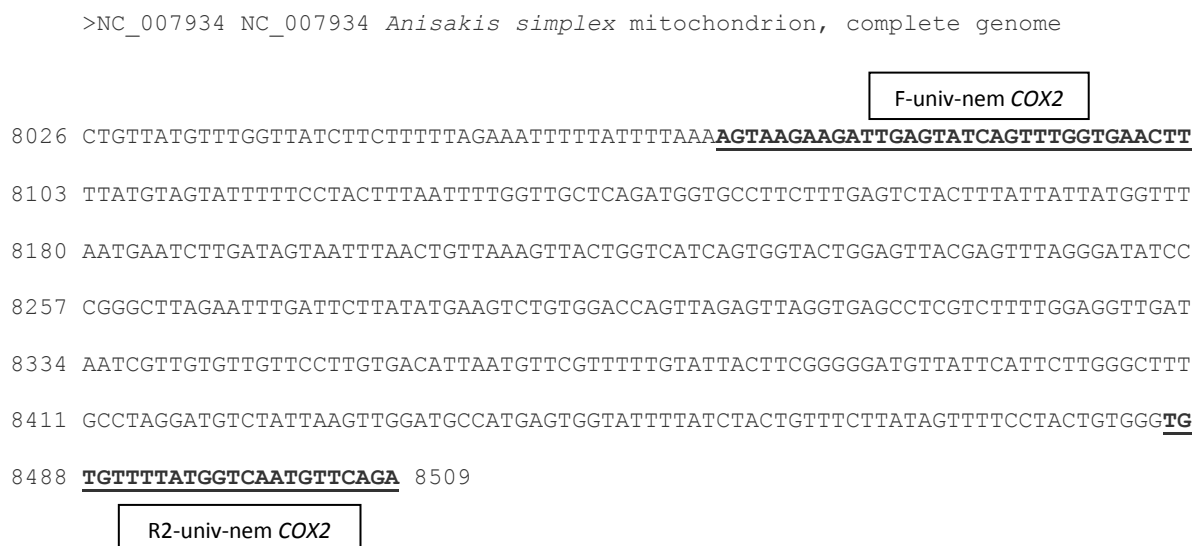 >NC_007934 NC_007934 Anisakis simplex mitochondrion, complete genome
F-univ-nem COX2
8026 CTGTTATGTTTGGTTATCTTCTTTTTAGAAATTTTTATTTTAAAAGTAAGAAGATTGAGTATCAGTTTGGTGAACTT
8103 TTATGTAGTATTTTTCCTACTTTAATTTTGGTTGCTCAGATGGTGCCTTCTTTGAGTCTACTTTATTATTATGGTTT
8180 AATGAATCTTGATAGTAATTTAACTGTTAAAGTTACTGGTCATCAGTGGTACTGGAGTTACGAGTTTAGGGATATCC
8257 CGGGCTTAGAATTTGATTCTTATATGAAGTCTGTGGACCAGTTAGAGTTAGGTGAGCCTCGTCTTTTGGAGGTTGAT
8334 AATCGTTGTGTTGTTCCTTGTGACATTAATGTTCGTTTTTGTATTACTTCGGGGGATGTTATTCATTCTTGGGCTTT
8411 GCCTAGGATGTCTATTAAGTTGGATGCCATGAGTGGTATTTTATCTACTGTTTCTTATAGTTTTCCTACTGTGGGTG
8488 TGTTTTATGGTCAATGTTCAGA 8509
R2-univ-nem COX2